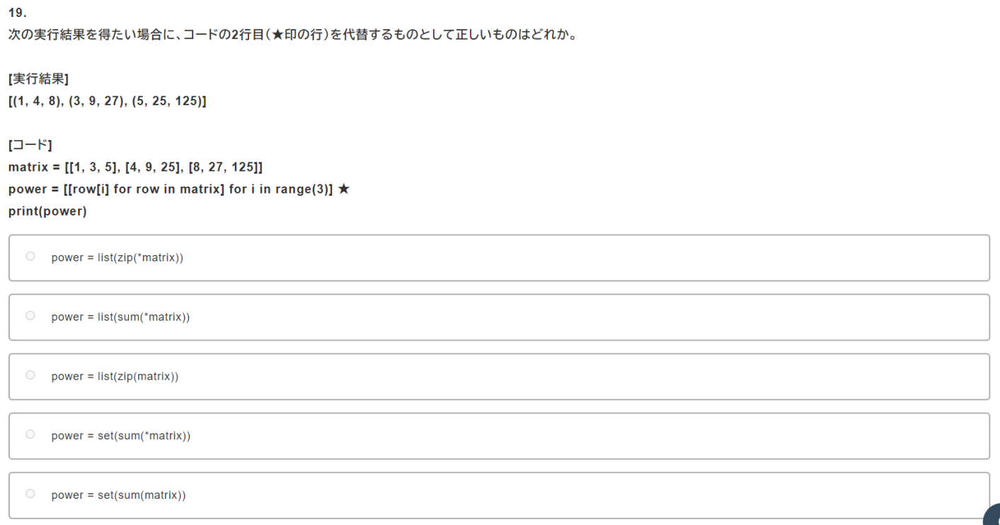 19.
次の実行結果を得たい場合に、コードの2行目（★印の行）を代替するものとして正しいものはどれか。
[実行結果]
[(1, 4, 8), (3, 9, 27), (5, 25, 125)]
[コード]
matrix = [[1, 3, 5], [4, 9, 25], [8, 27, 125]]
power = [[row[i] for row in matrix] for i in range(3)] ★
print(power)
power = list(zip(*matrix))
power = list(sum(*matrix))
power = list(zip(matrix))
power = set(sum(*matrix))
power = set(sum(matrix))